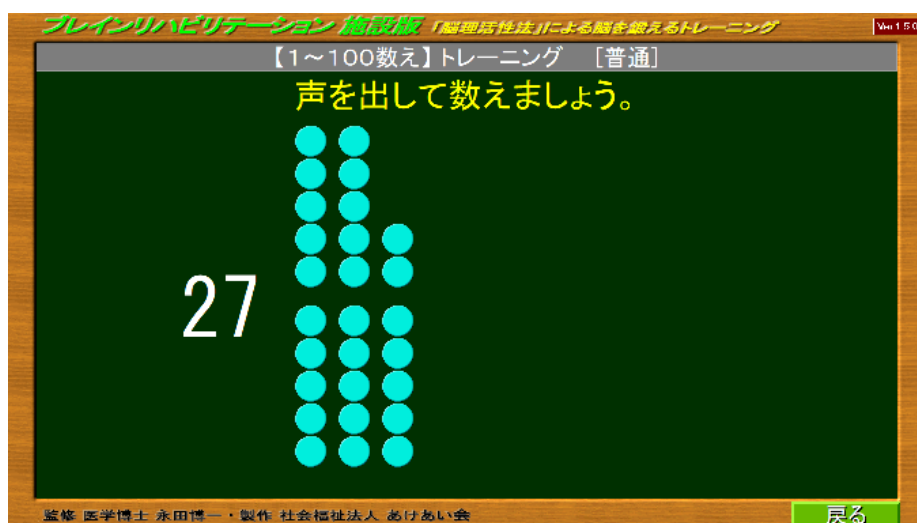 ブレインリハビリテーション 施設版 「脳理活性法」による脳を鍛えるトレーニング
Ver 1.5.0
【1～100数え】トレーニング [普通]
声を出して数えましょう。
27
監修 医学博士 永田博一・製作 社会福祉法人 あけあい会
戻る